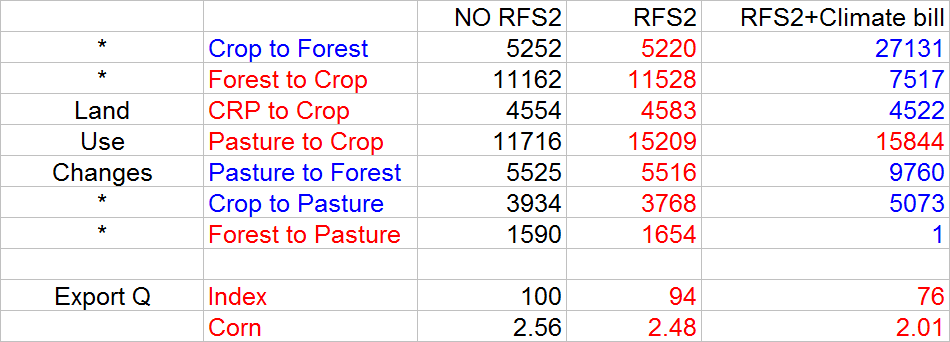 NO RFS2 RFS2 RFS2+Climate bill
* Crop to Forest 5252 5220 27131
* Forest to Crop 11162 11528 7517
Land CRP to Crop 4554 4583 4522
Use Pasture to Crop 11716 15209 15844
Changes Pasture to Forest 5525 5516 9760
* Crop to Pasture 3934 3768 5073
* Forest to Pasture 1590 1654 1
Export Q Index 100 94 76
Corn 2.56 2.48 2.01